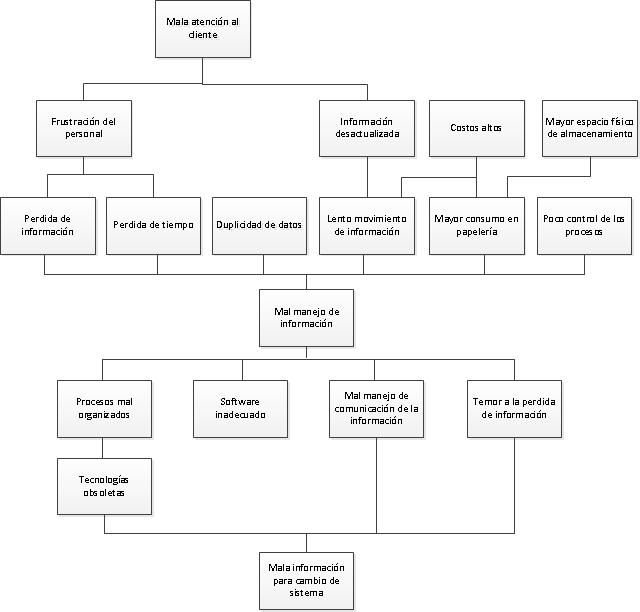 Mala atención al
cliente
Frustración del
personal
Información
desactualizada
Costos altos
Mayor espacio físico
de almacenamiento
Perdida de
información
Perdida de tiempo
Duplicidad de datos
Lento movimiento
de información
Mayor consumo en
papelería
Poco control de los
procesos
Mal manejo de
información
Procesos mal
organizados
Software
inadecuado
Mal manejo de
comunicación de la
información
Temor a la perdida
de información
Tecnologías
obsoletas
Mala información
para cambio de
sistema